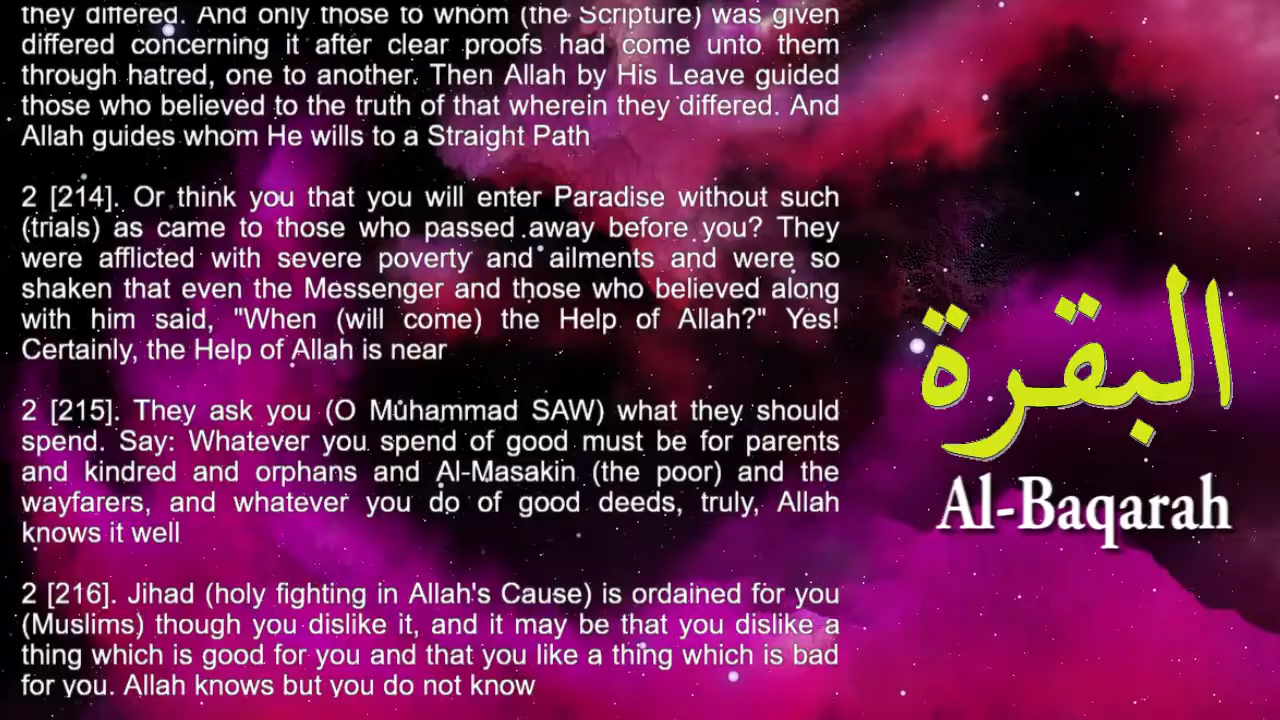 they differed. And only those to whom (the Scripture) was given
differed concerning it after clear proofs had come unto them
through hatred, one to another. Then Allah by His Leave guided
those who believed to the truth of that wherein they differed. And
Allah guides whom He wills to a Straight Path
2 [214]. Or think you that you will enter Paradise without such
(trials) as came to those who passed away before you? They
were afflicted with severe poverty and ailments and were so
shaken that even the Messenger and those who believed along
with him said, "When (will come) the Help of Allah?" Yes!
Certainly, the Help of Allah is near
2 [215]. They ask you (O Muhammad SAW) what they should
spend. Say: Whatever you spend of good must be for parents
and kindred and orphans and Al-Masakin (the poor) and the
wayfarers, and whatever you do of good deeds, truly, Allah
knows it well
2 [216]. Jihad (holy fighting in Allah's Cause) is ordained for you
(Muslims) though you dislike it, and it may be that you dislike a
thing which is good for you and that you like a thing which is bad
for you. Allah knows but you do not know
البقرة
Al-Baqarah